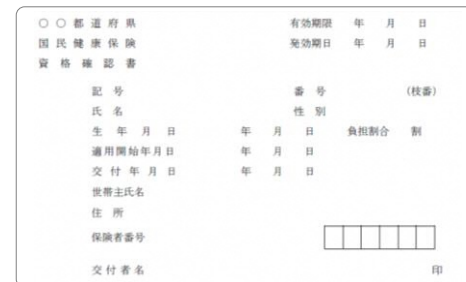 ○○都道府県 有効期限 年 月 日
国民健康保険 発効期日 年 月 日
資格確認書
記号 番号 (枝番)
氏名 性別
生年月日 年 月 日 負担割合 割
適用開始年月日 年 月 日
交付年月日 年 月 日
世帯主氏名
住所
保険者番号
交付者名 印